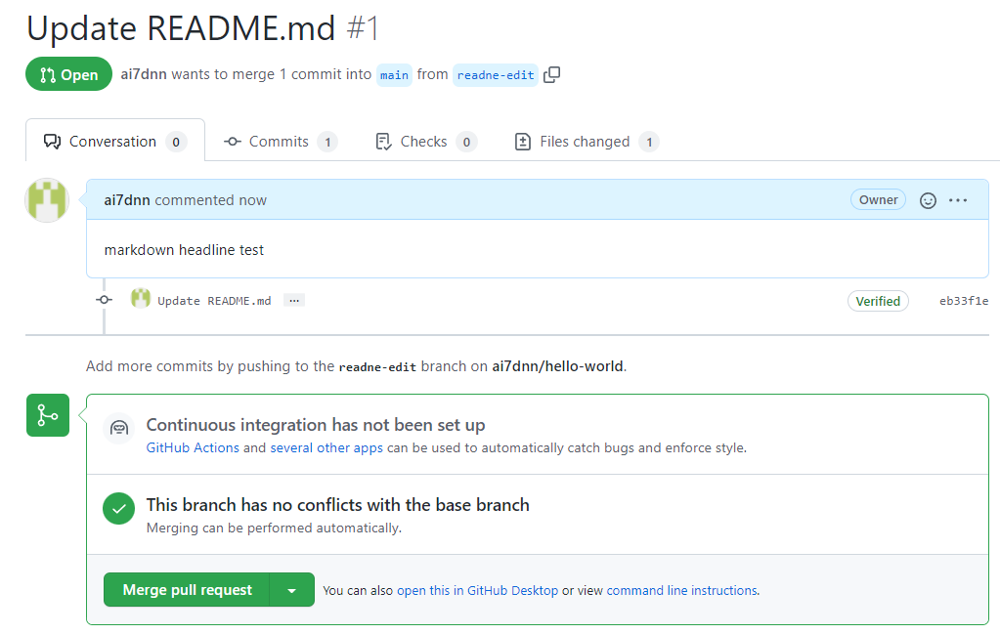 Update README.md #1
Open ai7dnn wants to merge 1 commit into main from readne-edit
Conversation 0 Commits 1 Checks 0 Files changed 1
ai7dnn commented now Owner
markdown headline test
Update README.md ... Verified eb33f1e
Add more commits by pushing to the readne-edit branch on ai7dnn/hello-world.
Continuous integration has not been set up
GitHub Actions and several other apps can be used to automatically catch bugs and enforce style.
This branch has no conflicts with the base branch
Merging can be performed automatically.
Merge pull request You can also open this in GitHub Desktop or view command line instructions.